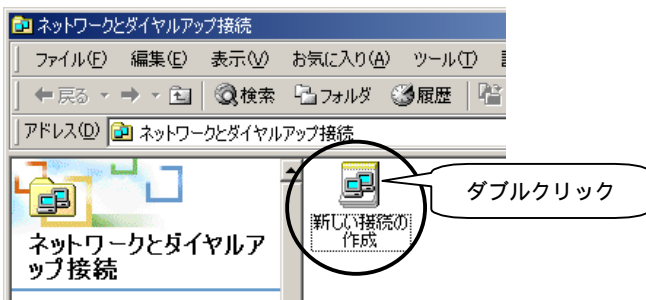 ネットワークとダイヤルアップ接続
ファイル(F) 編集(E) 表示(V) お気に入り(A) ツール(T)
戻る 検索 フォルダ 履歴
アドレス(D) ネットワークとダイヤルアップ接続
新しい接続の
作成
ダブルクリック
ネットワークとダイヤルア
ップ接続